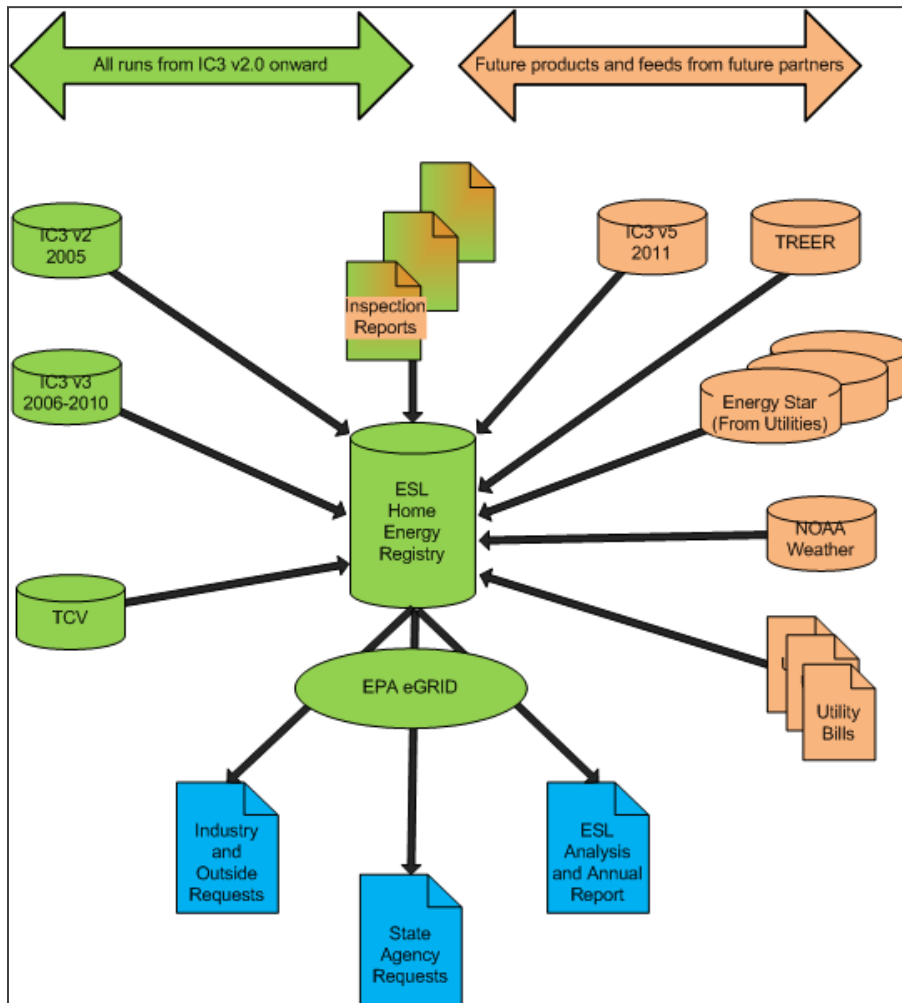 All runs from IC3 v2.0 onward
Future products and feeds from future partners
IC3 v2
2005
Inspection
Reports
IC3 v5
2011
TREER
IC3 v3
2006-2010
Energy Star
(From Utilities)
ESL
Home
Energy
Registry
NOAA
Weather
TCV
Utility
Bills
EPA eGRID
Industry
and
Outside
Requests
ESL
Analysis
and Annual
Report
State
Agency
Requests